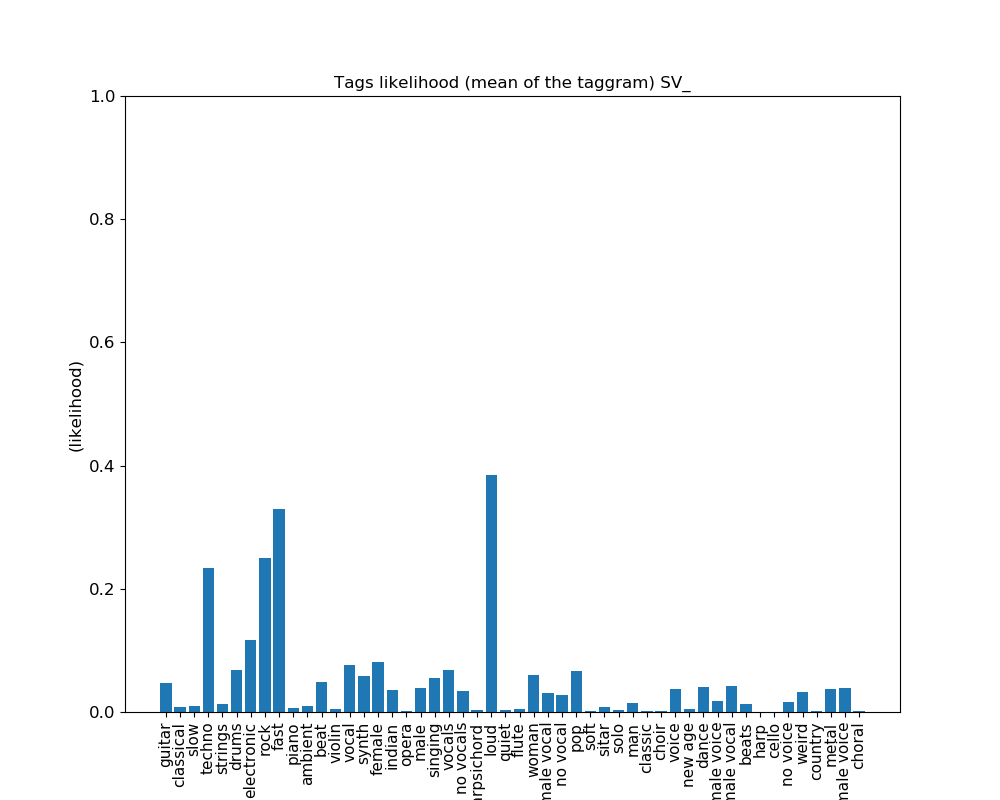 Tags likelihood (mean of the taggram) SV_
1.0
0.8
0.6
0.4
0.2
0.0
(likelihood)
guitar
classical
slow
techno
strings
drums
electronic
rock
fast
piano
ambient
beat
violin
vocal
synth
female
indian
opera
male
singing
vocals
no vocals
arpsichord
loud
quiet
flute
woman
male vocal
no vocal
pop
soft
sitar
solo
man
classic
choir
voice
new age
dance
male voice
male vocal
beats
harp
cello
no voice
weird
country
metal
male voice
choral